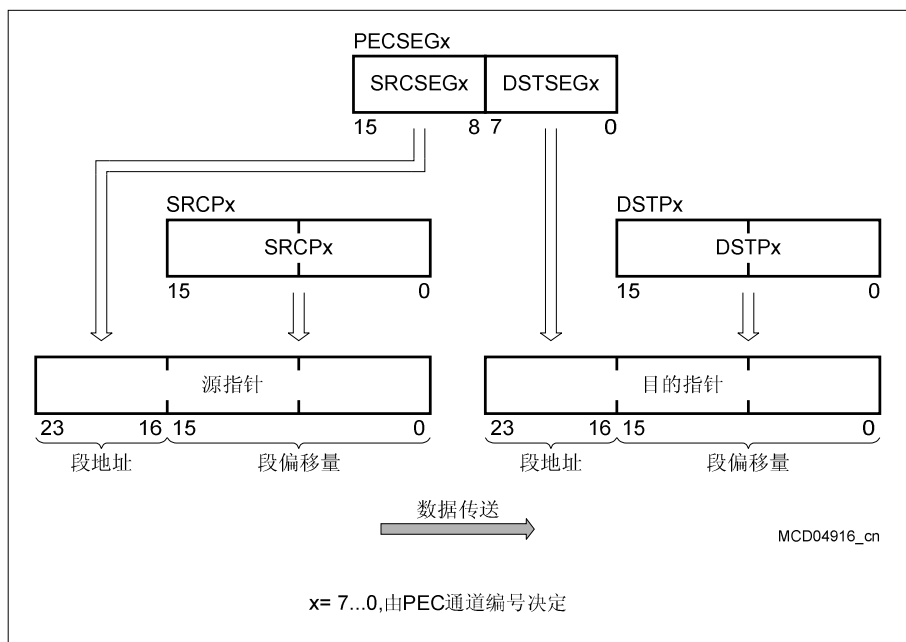 PECSEGx
SRCSEGx DSTSEGx
15 8 7 0
SRCPx DSTPx
SRCPx DSTPx
15 0 15 0
源指针 目的指针
23 16 15 0 23 16 15 0
段地址 段偏移量 段地址 段偏移量
数据传送
MCD04916_cn
x= 7...0,由PEC通道编号决定